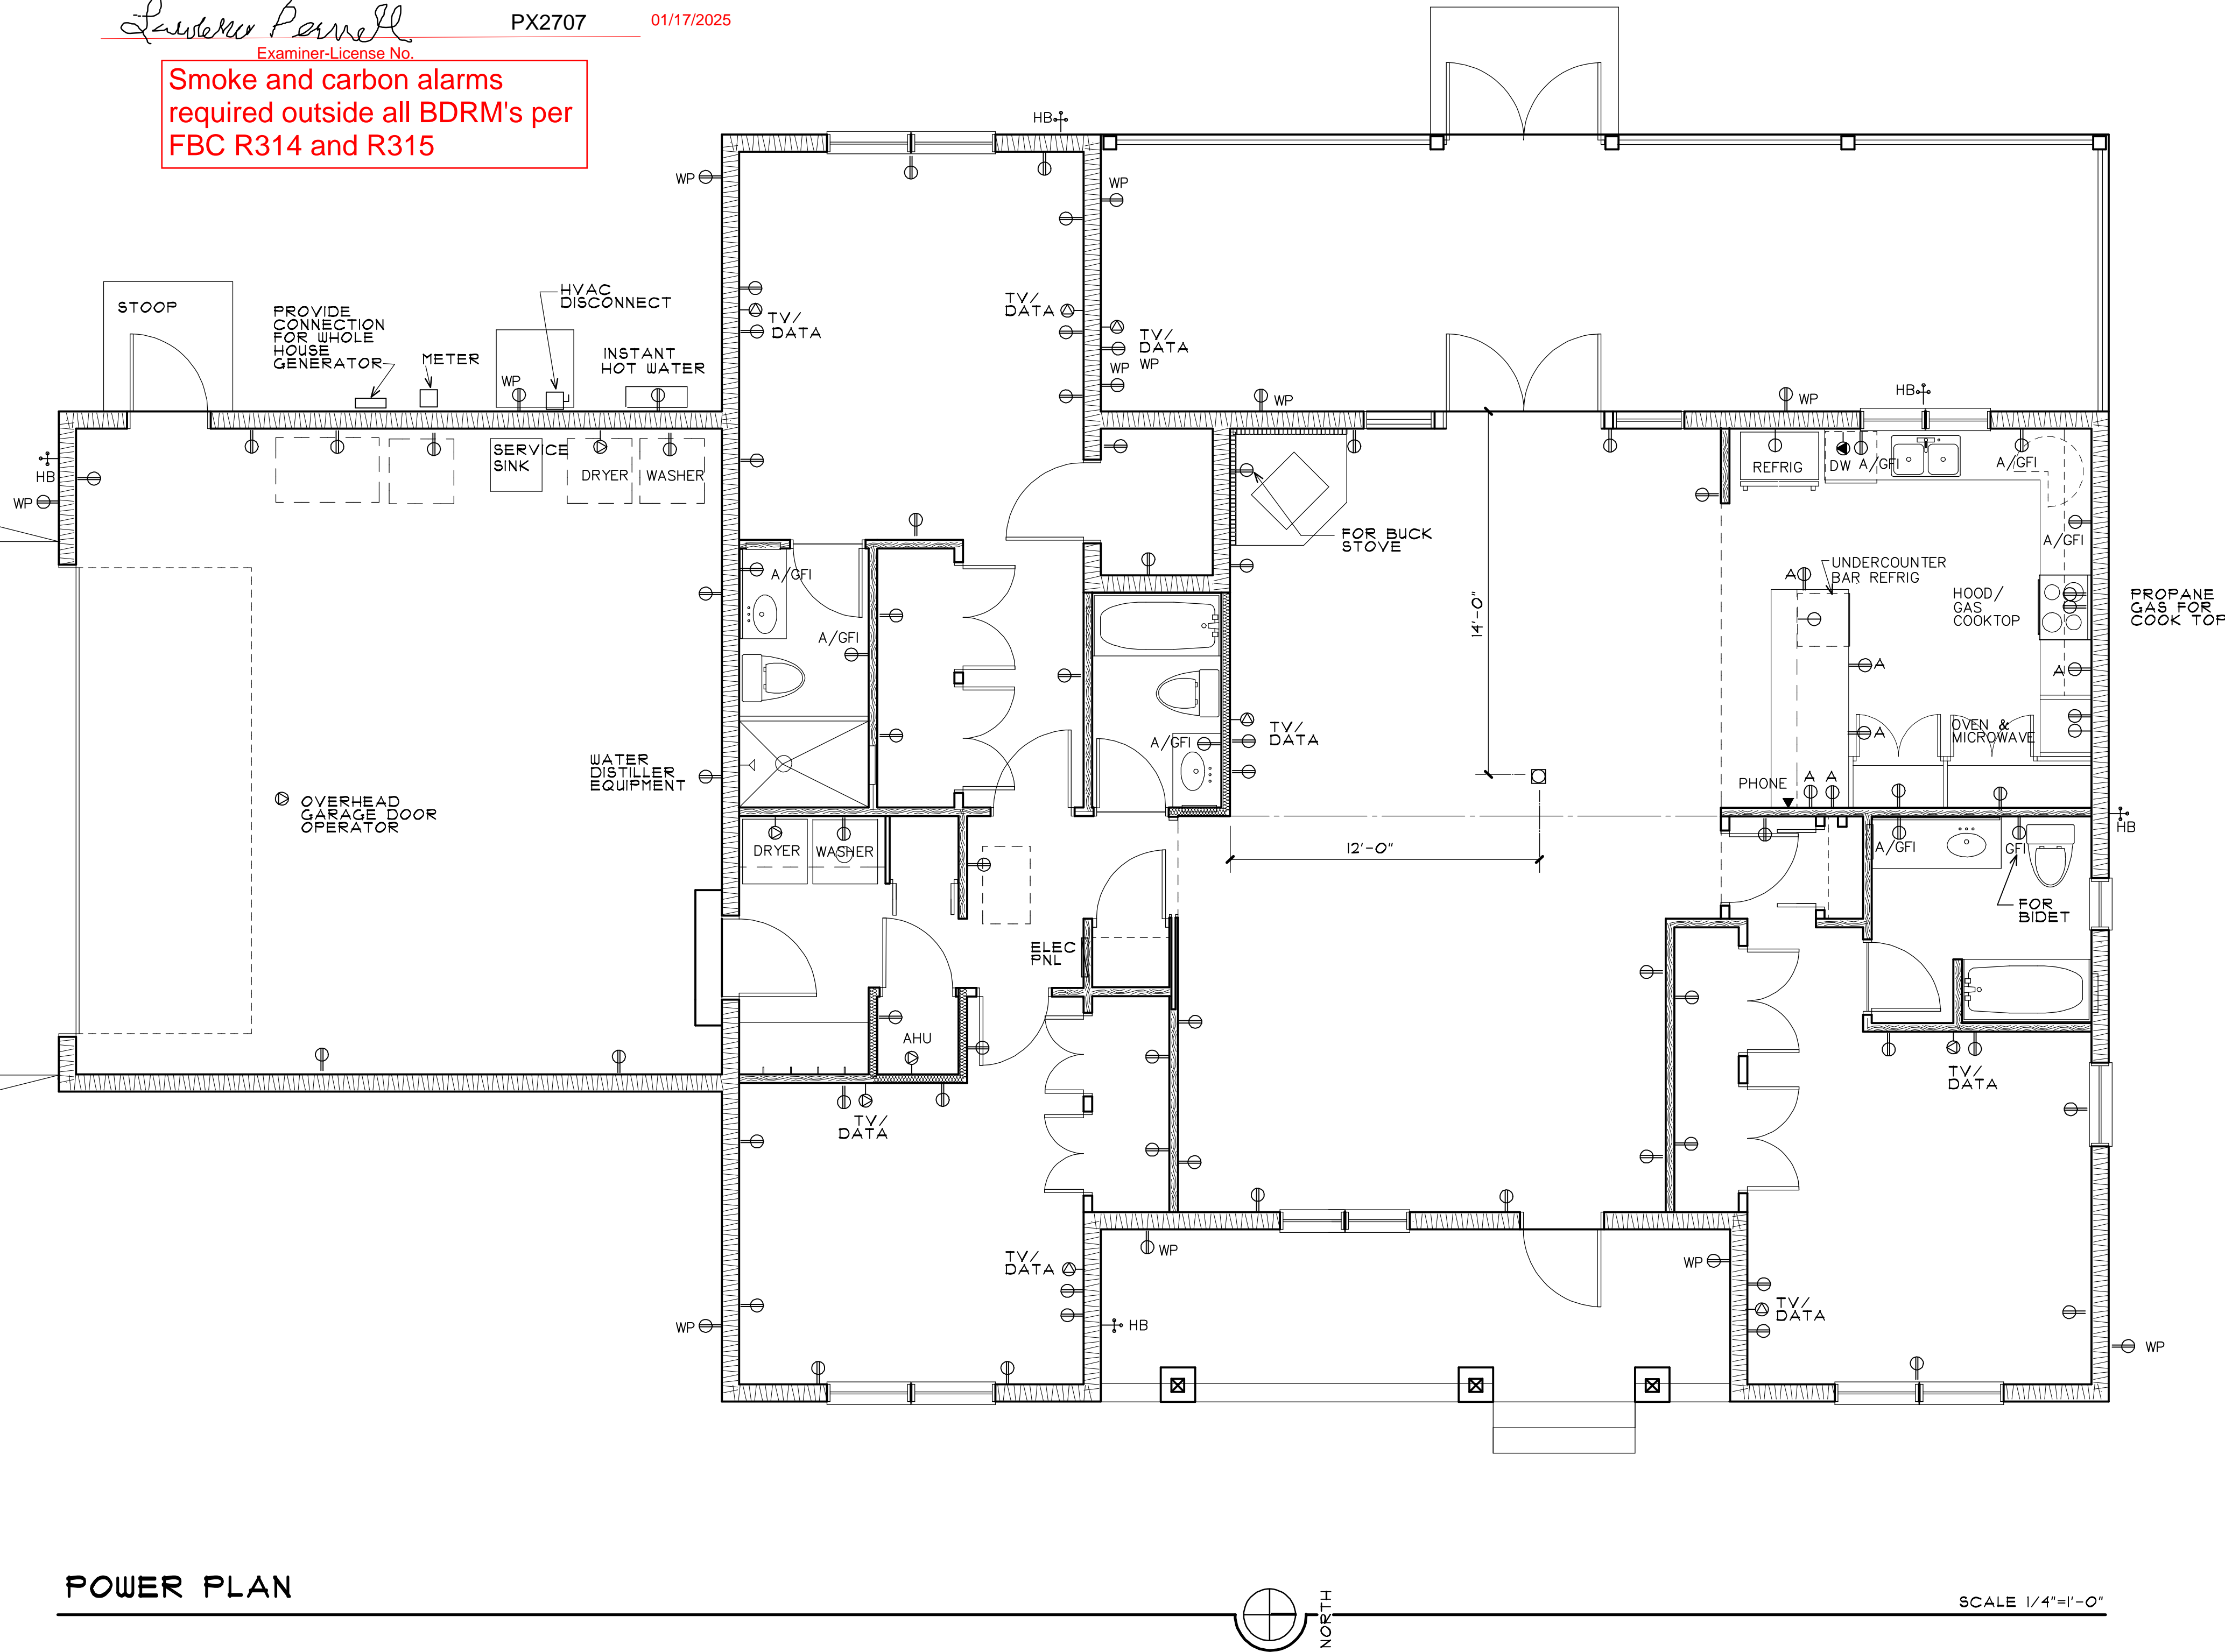 PX2707
01/17/2025
Examiner-License No.
Smoke and carbon alarms
required outside all BDRM's per
FBC R314 and R315
HB
WP
WP
STOOP
PROVIDE
CONNECTION
FOR WHOLE
HOUSE
GENERATOR
METER
HVAC
DISCONNECT
WP
INSTANT
HOT WATER
TV/
DATA
TV/
DATA
TV/
DATA
WP
WP
WP
WP
HB
HB
WP
SERVICE
SINK
DRYER
WASHER
FOR BUCK
STOVE
REFRIG
DW
A/GFI
A/GFI
A/GFI
UNDERCOUNTER
BAR REFRIG
A
HOOD/
GAS
COOKTOP
PROPANE
GAS FOR
COOK TOP
14'-0"
A/GFI
A/GFI
A
A
TV/
DATA
A/GFI
A
OVEN &
MICROWAVE
WATER
DISTILLER
EQUIPMENT
OVERHEAD
GARAGE DOOR
OPERATOR
PHONE
A
A
HB
DRYER
WASHER
12'-0"
A/GFI
GFI
FOR
BIDET
ELEC
PNL
AHU
TV/
DATA
TV/
DATA
TV/
DATA
WP
WP
TV/
DATA
WP
HB
WP
POWER PLAN
NORTH
SCALE 1/4"=1'-0"